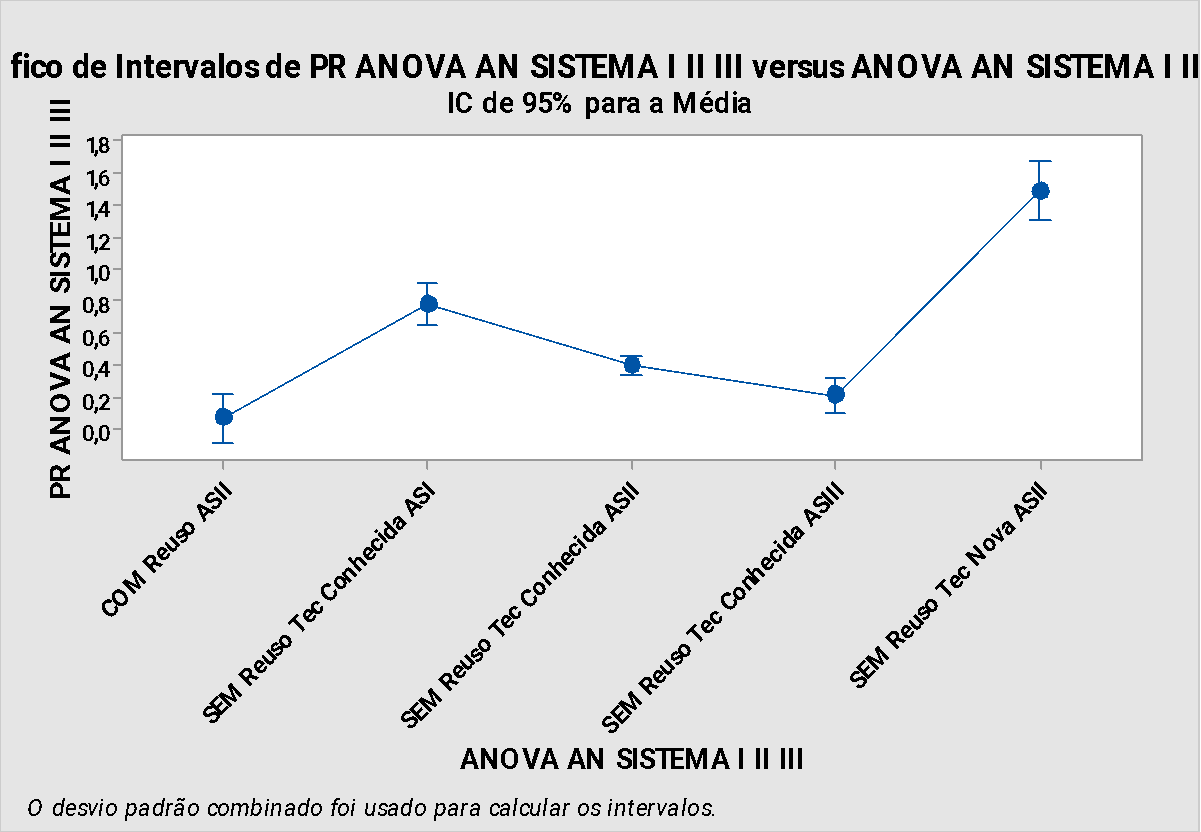 fico de Intervalos de PR ANOVA AN SISTEMA I II III versus ANOVA AN SISTEMA I II
IC de 95% para a Média
PR ANOVA AN SISTEMA I II III
1,8
1,6
1,4
1,2
1,0
0,8
0,6
0,4
0,2
0,0
COM Reuso ASII
SEM Reuso Tec Conhecida ASI
SEM Reuso Tec Conhecida ASII
SEM Reuso Tec Conhecida ASIII
SEM Reuso Tec Nova ASII
ANOVA AN SISTEMA I II III
O desvio padrão combinado foi usado para calcular os intervalos.